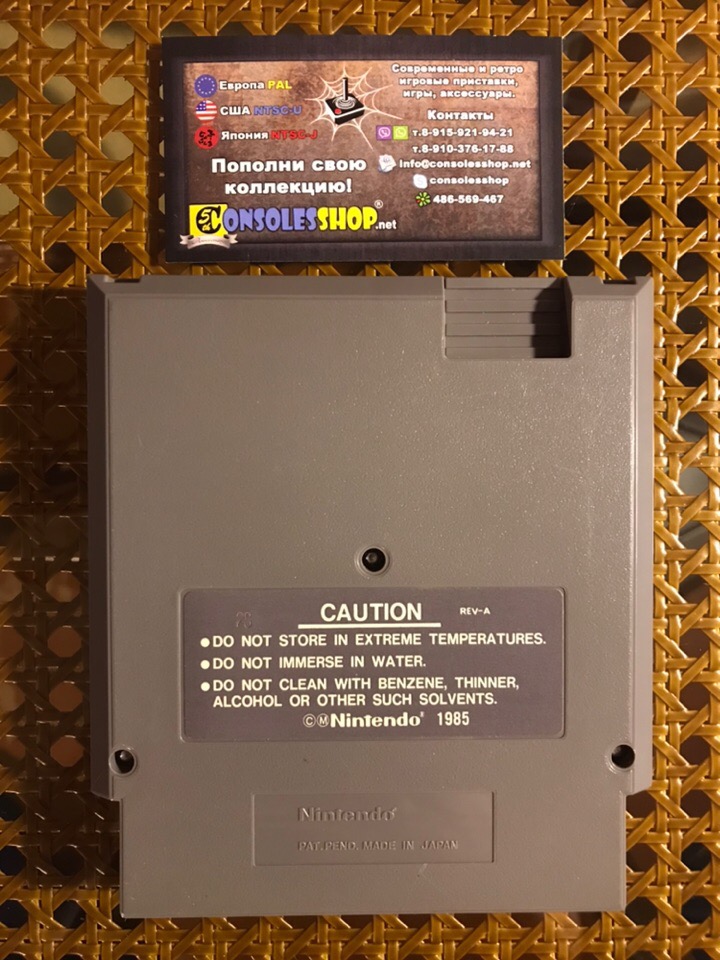 Европа PAL
США NTSC-U
Япония NTSC-J
Пополни свою
коллекцию!
CONSOLESSHOP.net
®
Современные и ретро
игровые приставки,
игры, аксессуары.
Контакты
т.8-915-921-94-21
т.8-910-376-17-88
info@consolesshop.net
consolesshop
486-569-467
CAUTION
REV-A
●DO NOT STORE IN EXTREME TEMPERATURES.
●DO NOT IMMERSE IN WATER.
●DO NOT CLEAN WITH BENZENE, THINNER,
ALCOHOL OR OTHER SUCH SOLVENTS.
©ⓂNintendo® 1985
Nintendo®
PAT.PEND. MADE IN JAPAN